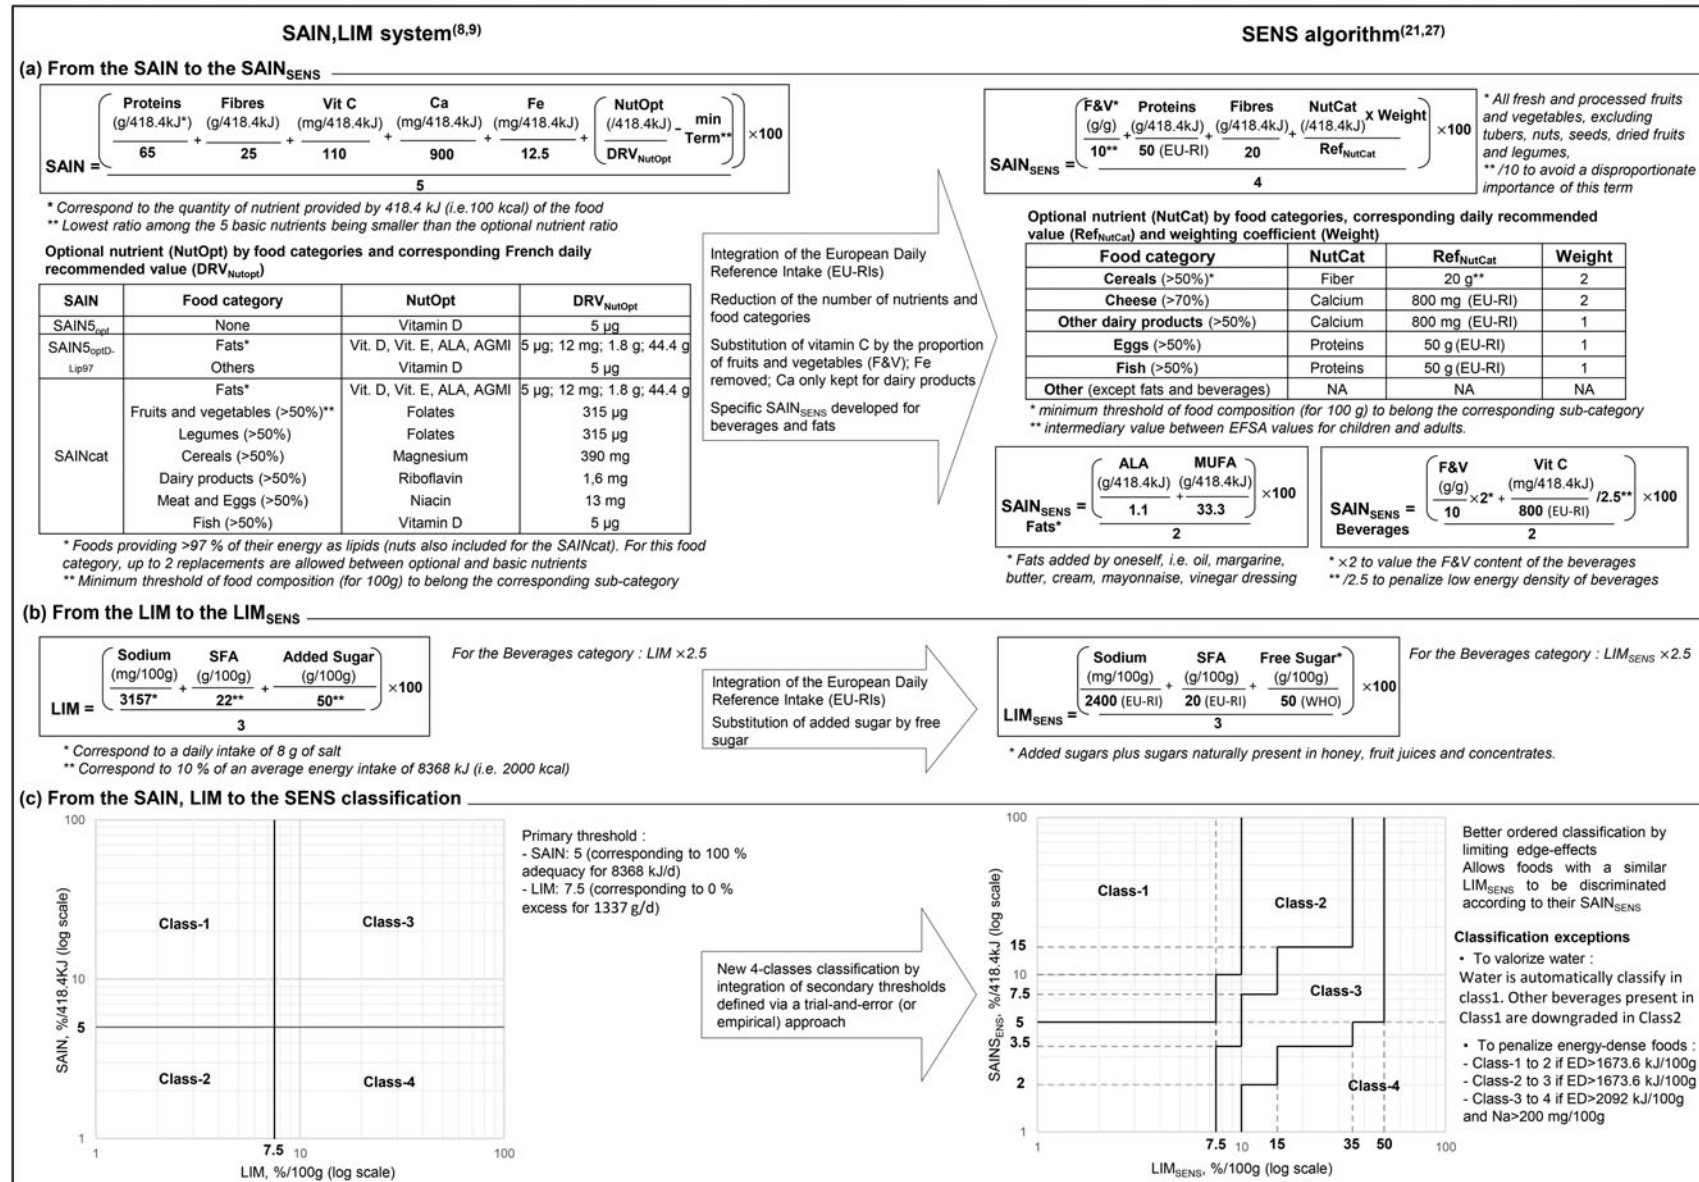 SAIN,LIM system(8,9)
SENS algorithm(21,27)
(a) From the SAIN to the SAINSENS
Proteins Fibres Vit C Ca Fe NutOpt min
(g/418.4kJ*) (g/418.4kJ) (mg/418.4kJ) (mg/418.4kJ) (mg/418.4kJ) (/418.4kJ) - Term**
65 + 25 + 110 + 900 + 12.5 + DRVNutOpt ×100
SAIN =
5
* Correspond to the quantity of nutrient provided by 418.4 kJ (i.e.100 kcal) of the food
** Lowest ratio among the 5 basic nutrients being smaller than the optional nutrient ratio
Optional nutrient (NutOpt) by food categories and corresponding French daily
recommended value (DRVNutopt)
SAIN Food category NutOpt DRVNutOpt
SAIN5opt None Vitamin D 5 µg
SAIN5optD-Lip97 Fats* Vit. D, Vit. E, ALA, AGMI 5 µg; 12 mg; 1.8 g; 44.4 g
Others Vitamin D 5 µg
SAINcat Fats* Vit. D, Vit. E, ALA, AGMI 5 µg; 12 mg; 1.8 g; 44.4 g
Fruits and vegetables (>50%)** Folates 315 µg
Legumes (>50%) Folates 315 µg
Cereals (>50%) Magnesium 390 mg
Dairy products (>50%) Riboflavin 1,6 mg
Meat and Eggs (>50%) Niacin 13 mg
Fish (>50%) Vitamin D 5 µg
* Foods providing >97 % of their energy as lipids (nuts also included for the SAINcat). For this food
category, up to 2 replacements are allowed between optional and basic nutrients
** Minimum threshold of food composition (for 100g) to belong the corresponding sub-category
Integration of the European Daily
Reference Intake (EU-RIs)
Reduction of the number of nutrients and
food categories
Substitution of vitamin C by the proportion
of fruits and vegetables (F&V); Fe
removed; Ca only kept for dairy products
Specific SAINSENS developed for
beverages and fats
F&V* Proteins Fibres NutCat
(g/g) (g/418.4kJ) (g/418.4kJ) (/418.4kJ) x Weight
10** + 50 (EU-RI) + 20 + RefNutCat ×100
SAINSENS =
4
* All fresh and processed fruits
and vegetables, excluding
tubers, nuts, seeds, dried fruits
and legumes,
** /10 to avoid a disproportionate
importance of this term
Optional nutrient (NutCat) by food categories, corresponding daily recommended
value (RefNutCat) and weighting coefficient (Weight)
Food category NutCat RefNutCat Weight
Cereals (>50%)* Fiber 20 g** 2
Cheese (>70%) Calcium 800 mg (EU-RI) 2
Other dairy products (>50%) Calcium 800 mg (EU-RI) 1
Eggs (>50%) Proteins 50 g (EU-RI) 1
Fish (>50%) Proteins 50 g (EU-RI) 1
Other (except fats and beverages) NA NA NA
* minimum threshold of food composition (for 100 g) to belong the corresponding sub-category
** intermediary value between EFSA values for children and adults.
ALA MUFA
(g/418.4kJ) (g/418.4kJ)
1.1 + 33.3 ×100
SAINSENS =
Fats*
2
* Fats added by oneself, i.e. oil, margarine,
butter, cream, mayonnaise, vinegar dressing
F&V Vit C
(g/g) (mg/418.4kJ)
10 ×2* + 800 (EU-RI) /2.5** ×100
SAINSENS =
Beverages
2
* ×2 to value the F&V content of the beverages
** /2.5 to penalize low energy density of beverages
(b) From the LIM to the LIMSENS
Sodium SFA Added Sugar
(mg/100g) (g/100g) (g/100g)
3157* + 22** + 50** ×100
LIM =
3
For the Beverages category : LIM ×2.5
* Correspond to a daily intake of 8 g of salt
** Correspond to 10 % of an average energy intake of 8368 kJ (i.e. 2000 kcal)
Integration of the European Daily
Reference Intake (EU-RIs)
Substitution of added sugar by free
sugar
Sodium SFA Free Sugar*
(mg/100g) (g/100g) (g/100g)
2400 (EU-RI) + 20 (EU-RI) + 50 (WHO) ×100
LIMSENS =
3
For the Beverages category : LIMSENS ×2.5
* Added sugars plus sugars naturally present in honey, fruit juices and concentrates.
(c) From the SAIN, LIM to the SENS classification
SAIN, %/418.4KJ (log scale)
100
10
5
1
Class-1
Class-3
Class-2
Class-4
1 7.5 10 100
LIM, %/100g (log scale)
Primary threshold :
- SAIN: 5 (corresponding to 100 %
adequacy for 8368 kJ/d)
- LIM: 7.5 (corresponding to 0 %
excess for 1337 g/d)
New 4-classes classification by
integration of secondary thresholds
defined via a trial-and-error (or
empirical) approach
SAINSENS, %/418.4kJ (log scale)
100
15
10
7.5
5
3.5
2
1
Class-1
Class-2
Class-3
Class-4
1 7.5 10 15 35 50 100
LIMSENS, %/100g (log scale)
Better ordered classification by
limiting edge-effects
Allows foods with a similar
LIMSENS to be discriminated
according to their SAINSENS
Classification exceptions
• To valorize water :
Water is automatically classify in
class1. Other beverages present in
Class1 are downgraded in Class2
• To penalize energy-dense foods :
- Class-1 to 2 if ED>1673.6 kJ/100g
- Class-2 to 3 if ED>1673.6 kJ/100g
- Class-3 to 4 if ED>2092 kJ/100g
and Na>200 mg/100g